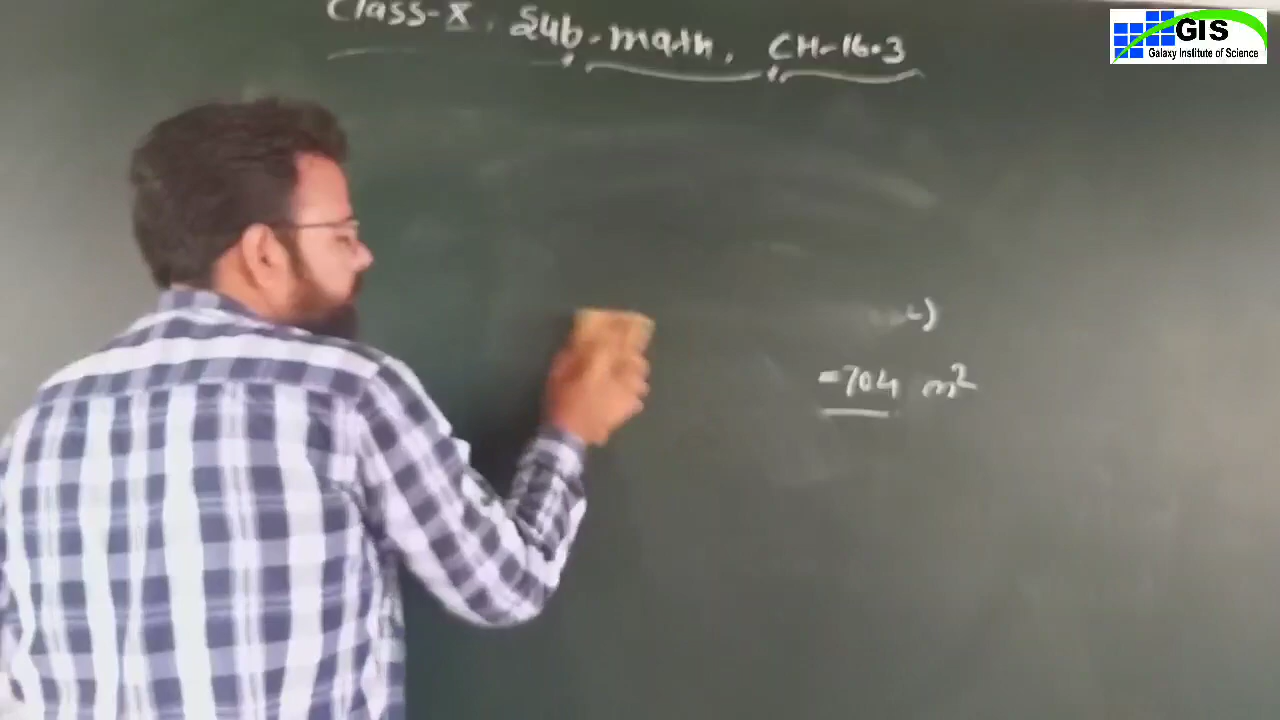 Class-X. Sub-math, CH-16.3
GIS
Galaxy Institute of Science
)
=704 m²